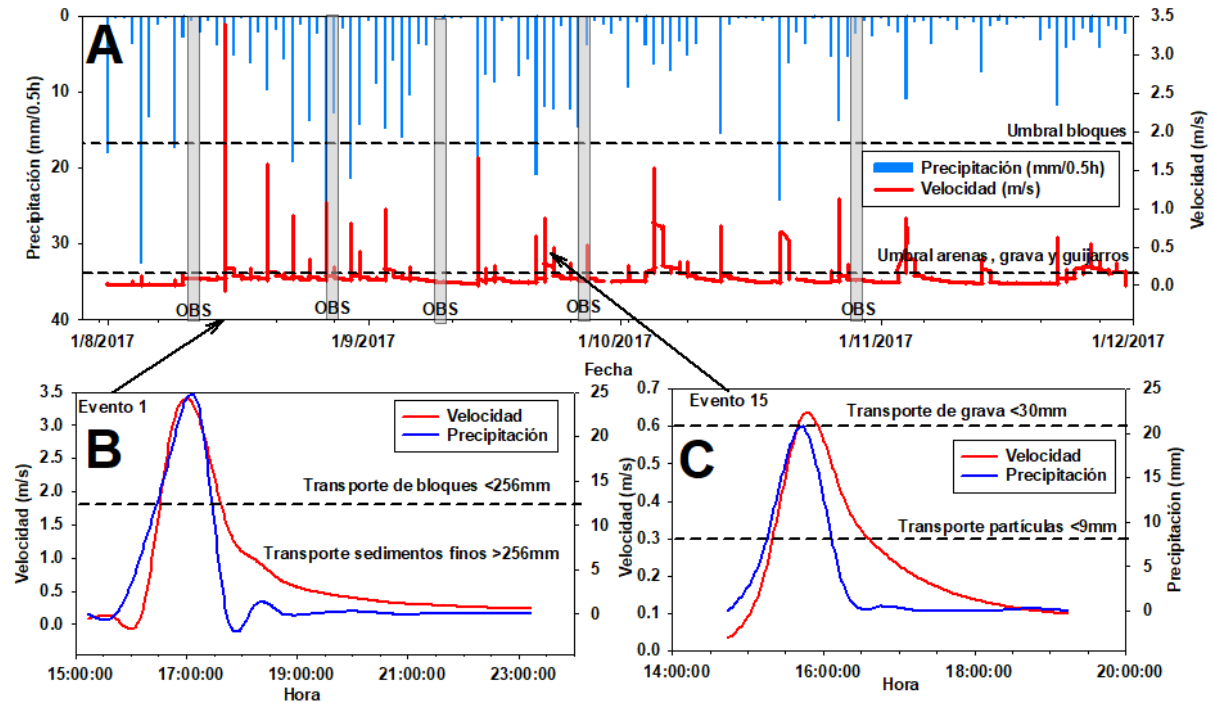 A
0
10
20
30
40
Precipitación (mm/0.5h)
3.5
3.0
2.5
2.0
1.5
1.0
0.5
0.0
Velocidad (m/s)
Umbral bloques
Precipitación (mm/0.5h)
Velocidad (m/s)
Umbral arenas, grava y guijarros
OBS
OBS
OBS
OBS
OBS
1/8/2017
1/9/2017
1/10/2017
1/11/2017
1/12/2017
Fecha
B
Evento 1
3.5
3.0
2.5
2.0
1.5
1.0
0.5
0.0
Velocidad (m/s)
Velocidad
Precipitación
Transporte de bloques <256mm
Transporte sedimentos finos >256mm
25
20
15
10
5
0
15:00:00
17:00:00
19:00:00
21:00:00
23:00:00
Hora
C
Evento 15
0.7
0.6
0.5
0.4
0.3
0.2
0.1
0.0
Velocidad (m/s)
Transporte de grava <30mm
Velocidad
Precipitación
Transporte partículas <9mm
25
20
15
10
5
0
Precipitación (mm)
14:00:00
16:00:00
18:00:00
20:00:00
Hora